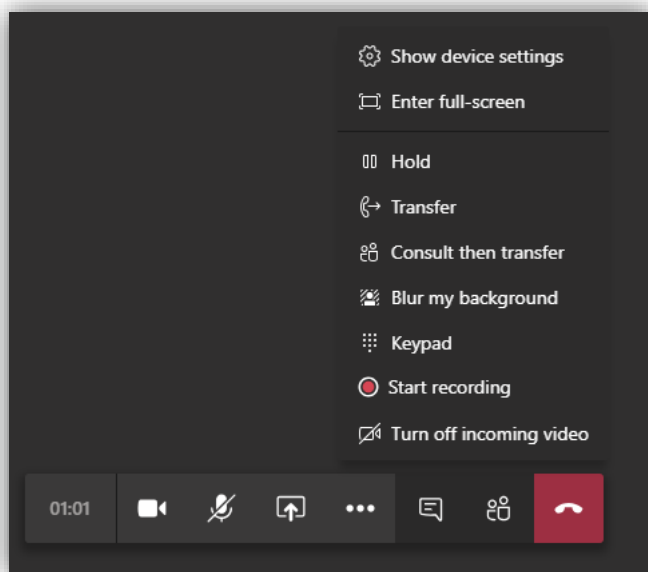 Show device settings
Enter full-screen
Hold
Transfer
Consult then transfer
Blur my background
Keypad
Start recording
Turn off incoming video
01:01